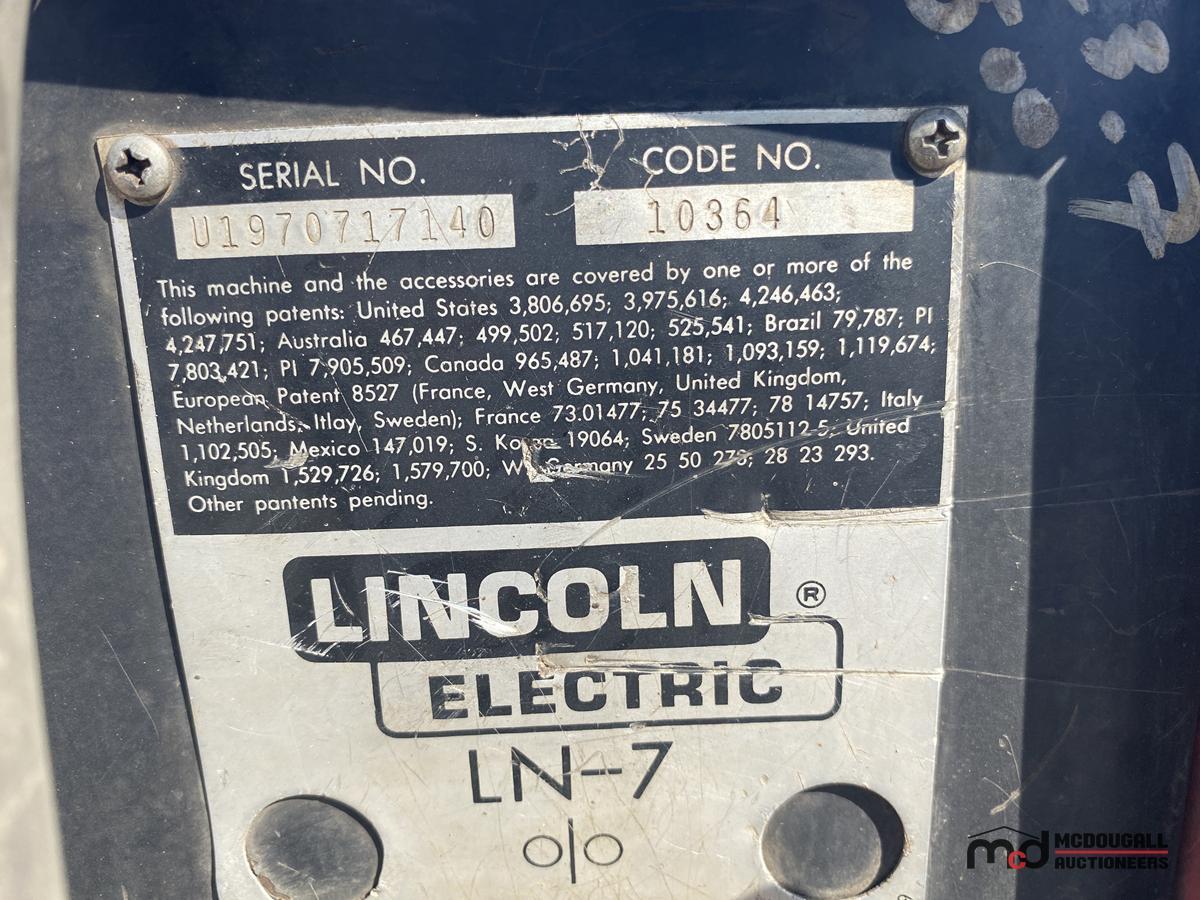 SERIAL NO. CODE NO.
U1970717140 10364
This machine and the accessories are covered by one or more of the
following patents: United States 3,806,695; 3,975,616; 4,246,463;
4,247,751; Australia 467,447; 499,502; 517,120; 525,541; Brazil 79,787; PI
7,803,421; PI 7,905,509; Canada 965,487; 1,041,181; 1,093,159; 1,119,674;
European Patent 8527 (France, West Germany, United Kingdom,
Netherlands, Itlay, Sweden); France 73.01477; 75 34477; 78 14757; Italy
1,102,505; Mexico 147,019; S. Korea 19064; Sweden 7805112-5; United
Kingdom 1,529,726; 1,579,700; W. Germany 25 50 273; 28 23 293.
Other pantents pending.
LINCOLN ®
ELECTRIC
LN-7
mcd MCDOUGALL
AUCTIONEERS